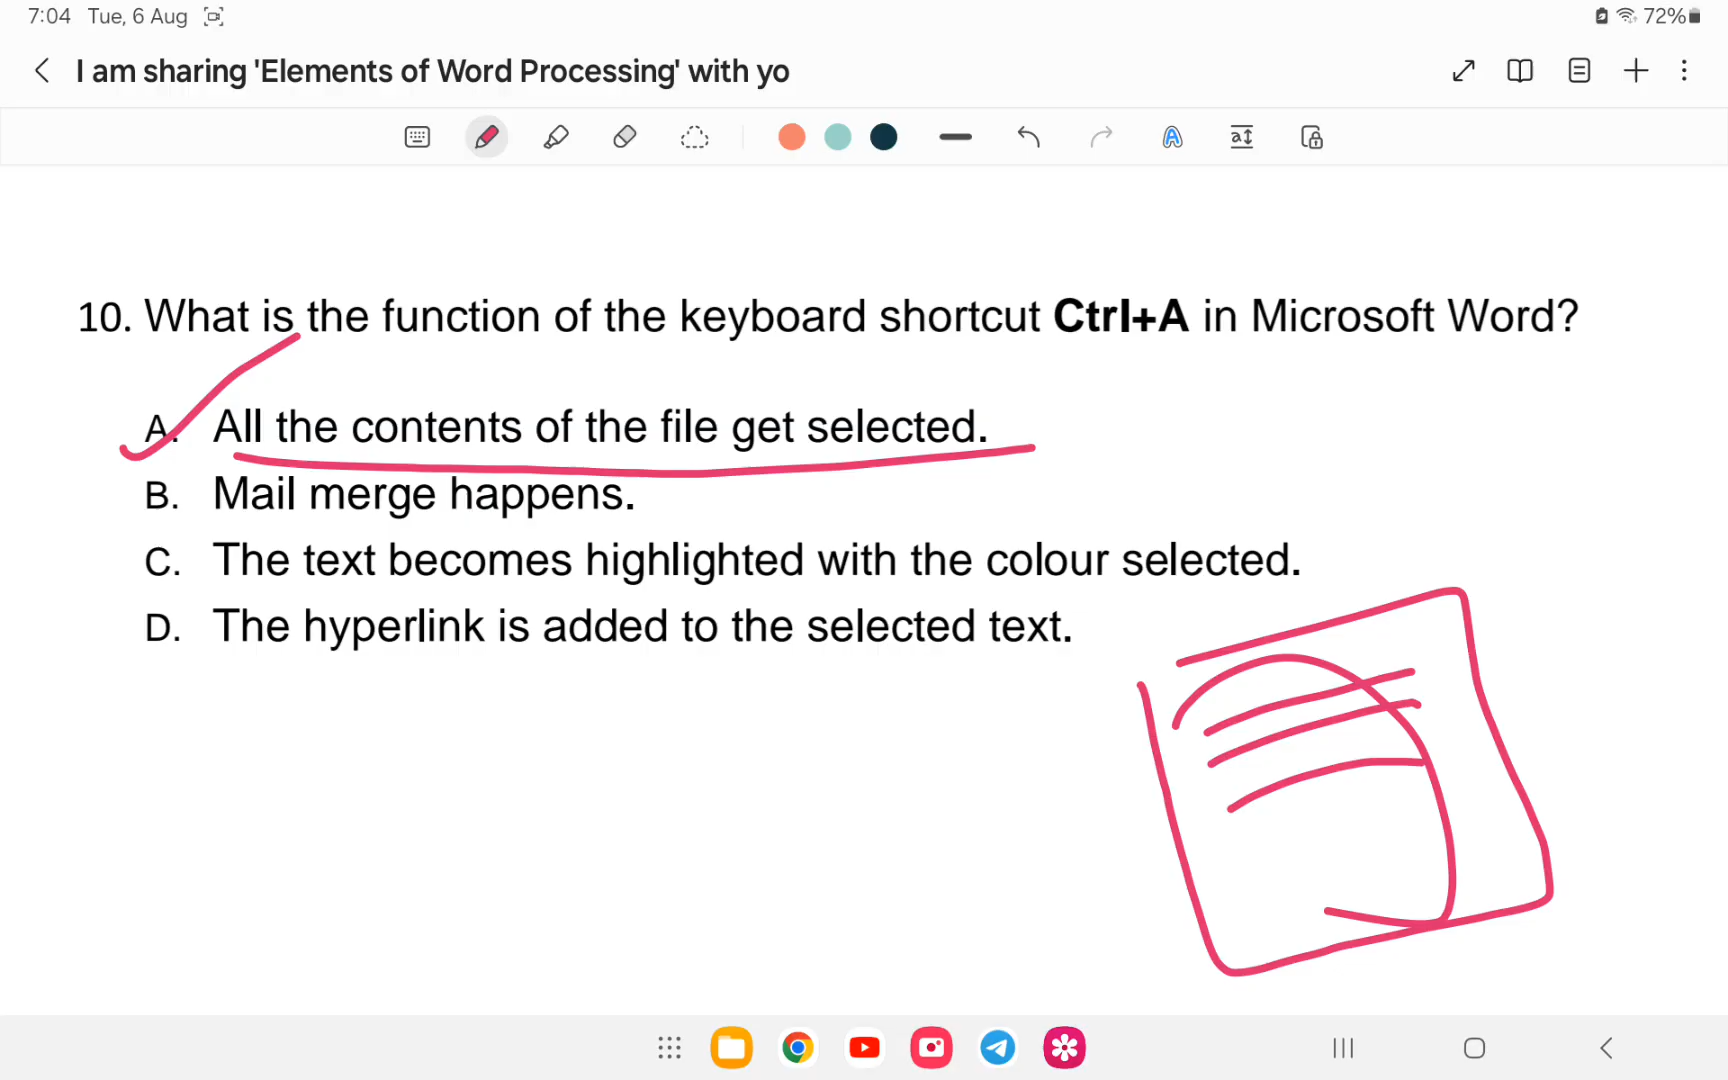 7:04 Tue, 6 Aug 72%
I am sharing 'Elements of Word Processing' with yo
10. What is the function of the keyboard shortcut Ctrl+A in Microsoft Word?
A. All the contents of the file get selected.
B. Mail merge happens.
C. The text becomes highlighted with the colour selected.
D. The hyperlink is added to the selected text.